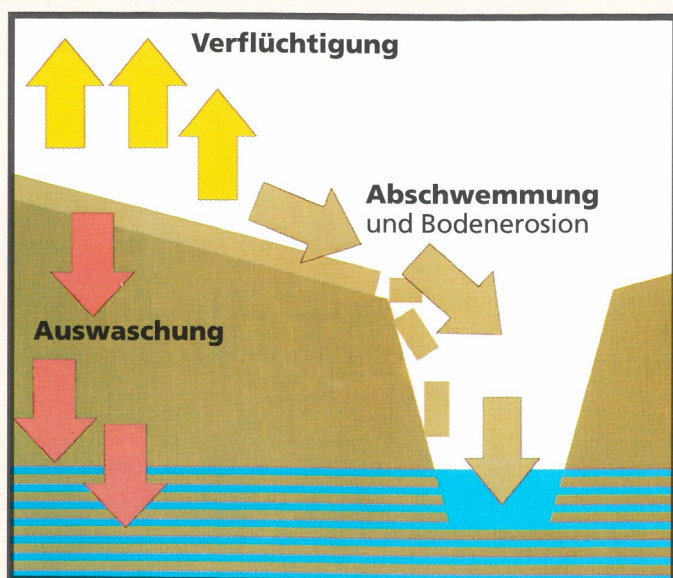 Verflüchtigung
Abschwemmung
und Bodenerosion
Auswaschung